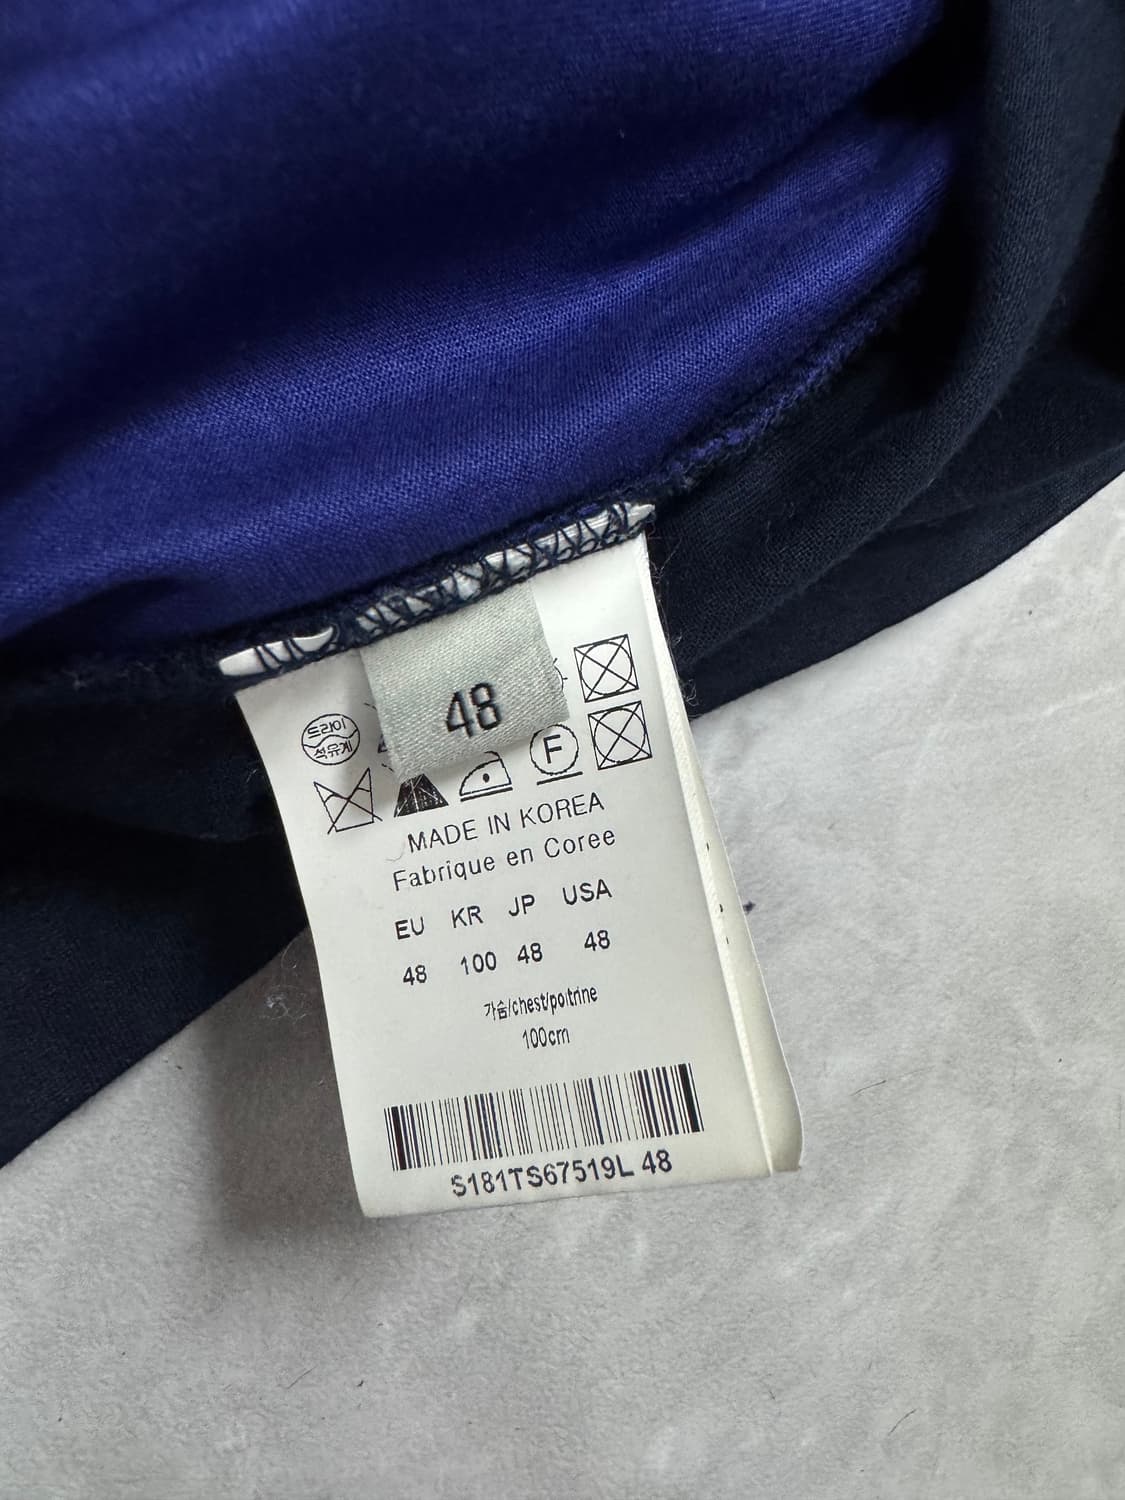 48
드라이
석유계
F
MADE IN KOREA
Fabrique en Coree
EU KR JP USA
48 100 48 48
가슴/chest/poitrine
100cm
S181TS67519L 48